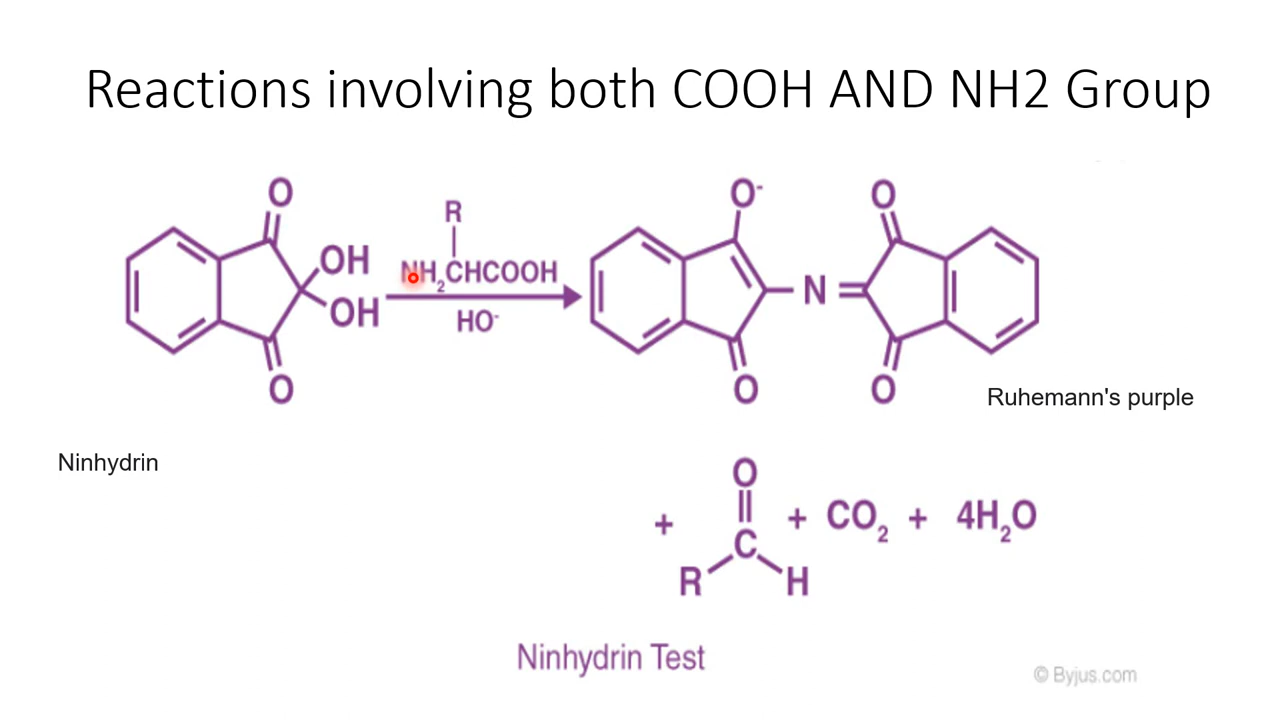 Reactions involving both COOH AND NH2 Group
O
OH
OH
O
R
NH2CHCOOH
HO-
O-
O
N
O
O
Ruhemann's purple
Ninhydrin
+
O
C
R
H
+ CO2 + 4H2O
Ninhydrin Test
© Byjus.com